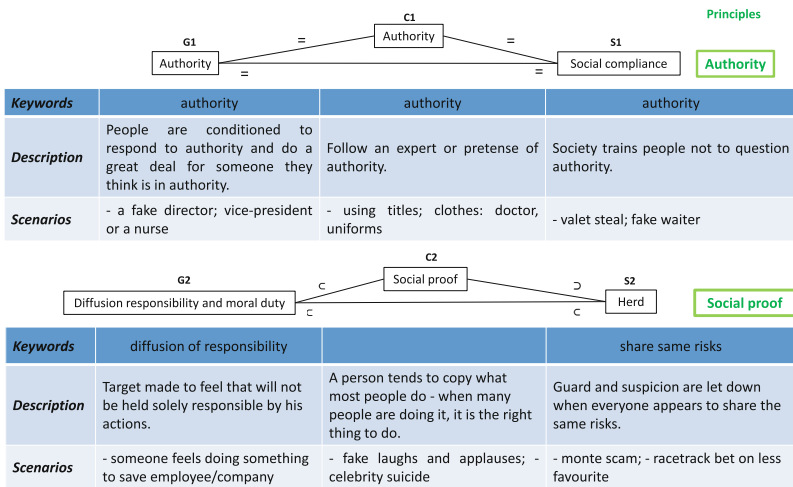 Principles
C1
Authority
G1
Authority
S1
Social compliance
Authority
=
=
=
=
Keywords
authority
authority
authority
Description
People are conditioned to
respond to authority and do a
great deal for someone they
think is in authority.
Follow an expert or pretense of
authority.
Society trains people not to question
authority.
Scenarios
- a fake director; vice-president
or a nurse
- using titles; clothes: doctor,
uniforms
- valet steal; fake waiter
C2
Social proof
G2
Diffusion responsibility and moral duty
S2
Herd
Social proof
⊂
⊃
⊂
⊂
Keywords
diffusion of responsibility
share same risks
Description
Target made to feel that will not
be held solely responsible by his
actions.
A person tends to copy what
most people do - when many
people are doing it, it is the right
thing to do.
Guard and suspicion are let down
when everyone appears to share the
same risks.
Scenarios
- someone feels doing something
to save employee/company
- fake laughs and applauses; -
celebrity suicide
- monte scam; - racetrack bet on less
favourite